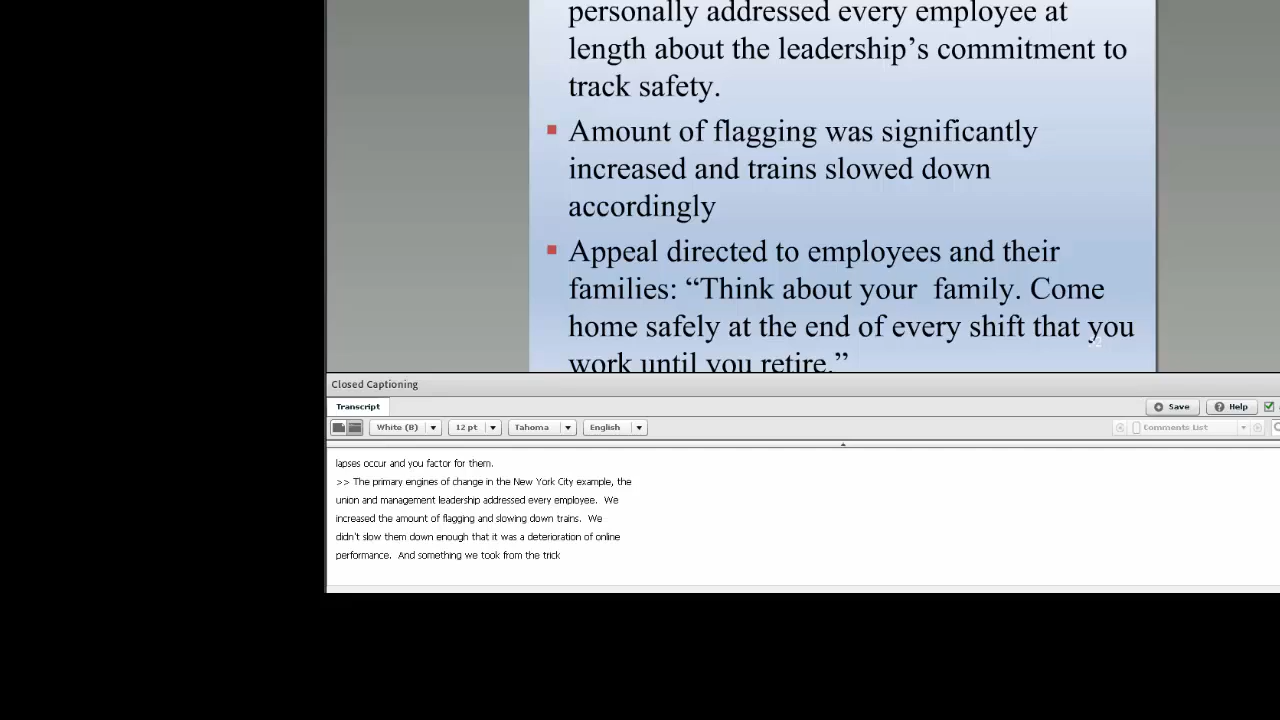 personally addressed every employee at
length about the leadership’s commitment to
track safety.
Amount of flagging was significantly
increased and trains slowed down
accordingly
Appeal directed to employees and their
families: “Think about your  family. Come
home safely at the end of every shift that you
work until you retire.”
Closed Captioning
Transcript
Save
Help
White (B)
12 pt
Tahoma
English
Comments List
lapses occur and you factor for them.
>> The primary engines of change in the New York City example, the
union and management leadership addressed every employee.  We
increased the amount of flagging and slowing down trains.  We
didn't slow them down enough that it was a deterioration of online
performance.  And something we took from the trick